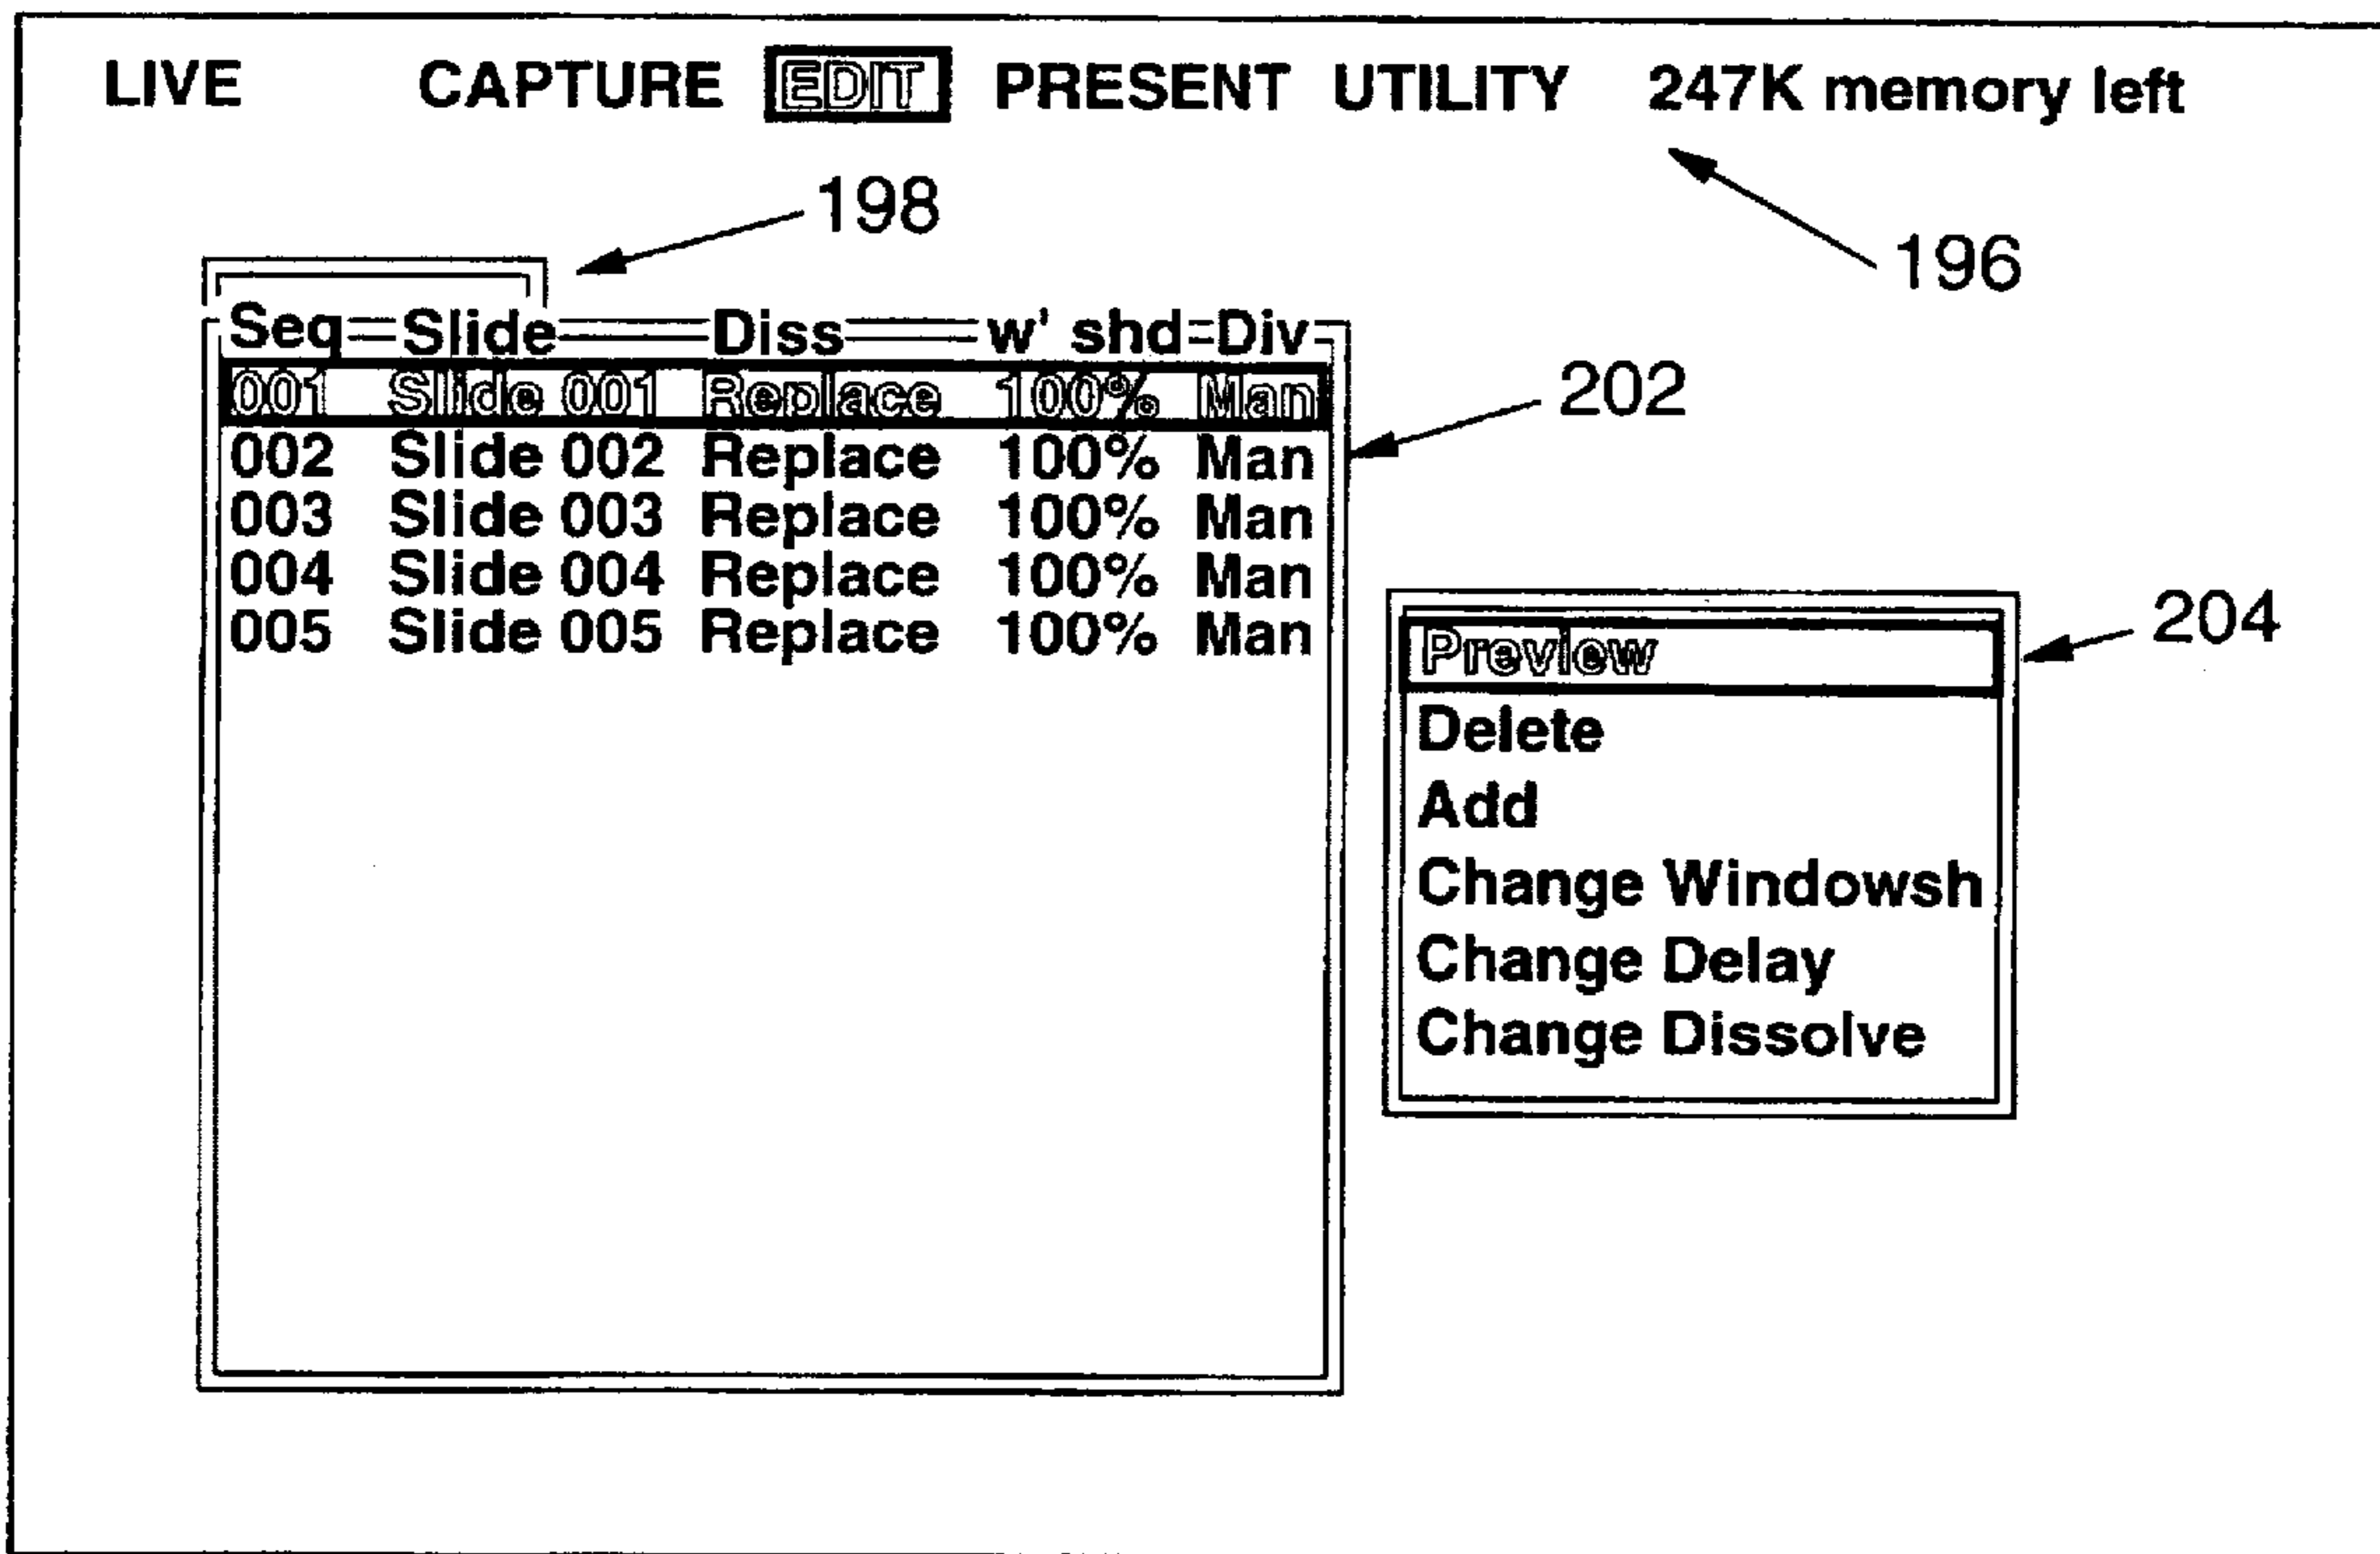 LIVE CAPTURE EDIT PRESENT UTILITY 247K memory left
198
196
Seq Slide Diss w' shd Div
202
001 Slide 001 Replace 100% Man
002 Slide 002 Replace 100% Man
003 Slide 003 Replace 100% Man
004 Slide 004 Replace 100% Man
005 Slide 005 Replace 100% Man
204
Preview
Delete
Add
Change Windowsh
Change Delay
Change Dissolve